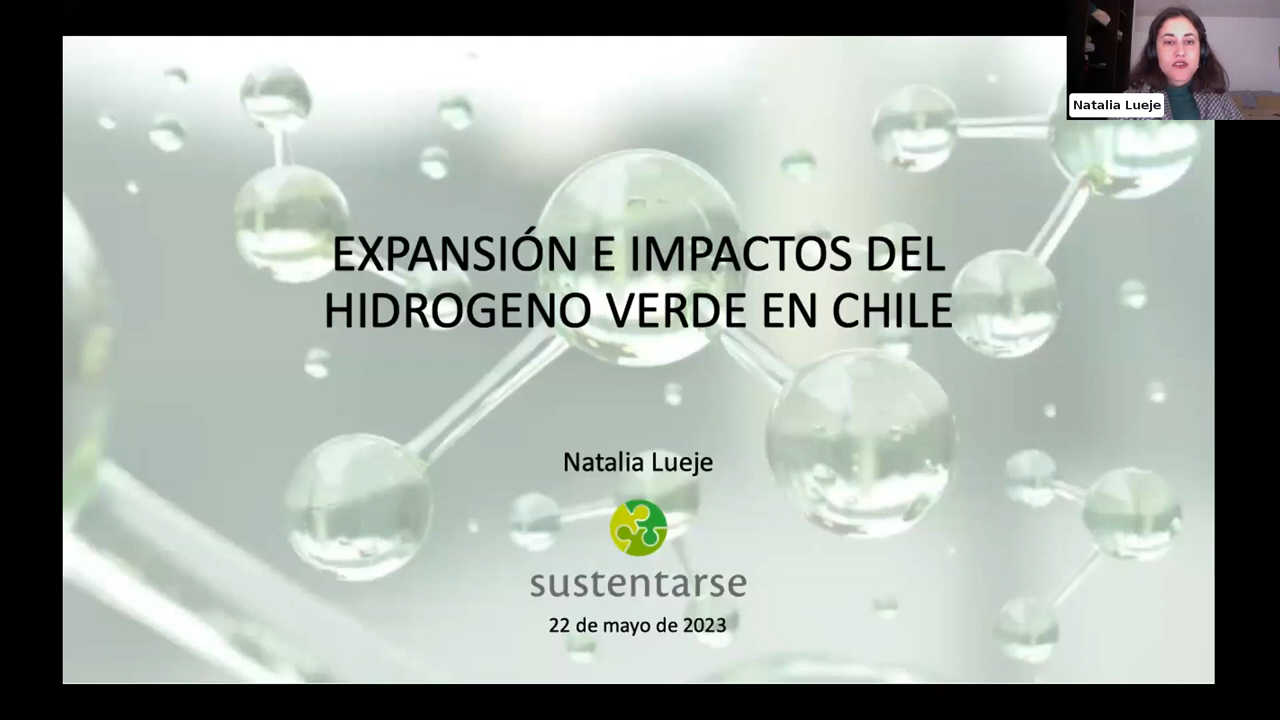 Natalia Lueje
EXPANSIÓN E IMPACTOS DEL
HIDROGENO VERDE EN CHILE
Natalia Lueje
sustentarse
22 de mayo de 2023